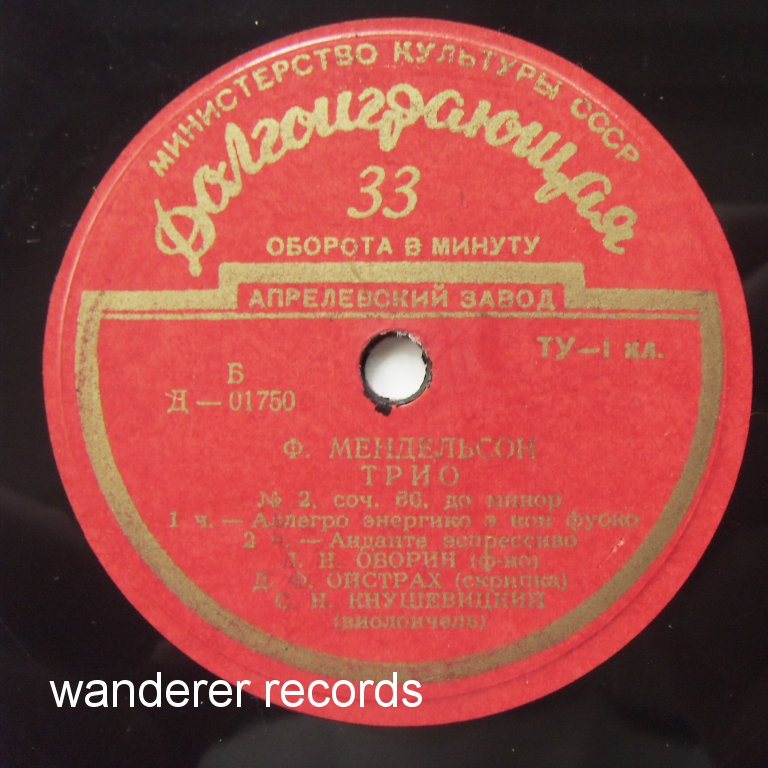 МИНИСТЕРСТВО КУЛЬТУРЫ СССР
Долгоиграющая
33
ОБОРОТА В МИНУТУ
АПРЕЛЕВСКИЙ ЗАВОД
ТУ—I кл.
Б
Д — 01750
Ф. МЕНДЕЛЬСОН
ТРИО
№ 2, соч. 66, до минор
1 ч. — Аллегро энергико э кон фуоко
2 ч. — Анданте эспрессиво
Л. Н. ОБОРИН (ф-но)
Д. Ф. ОЙСТРАХ (скрипка)
С. Н. КНУШЕВИЦКИЙ
(виолончель)
wanderer records